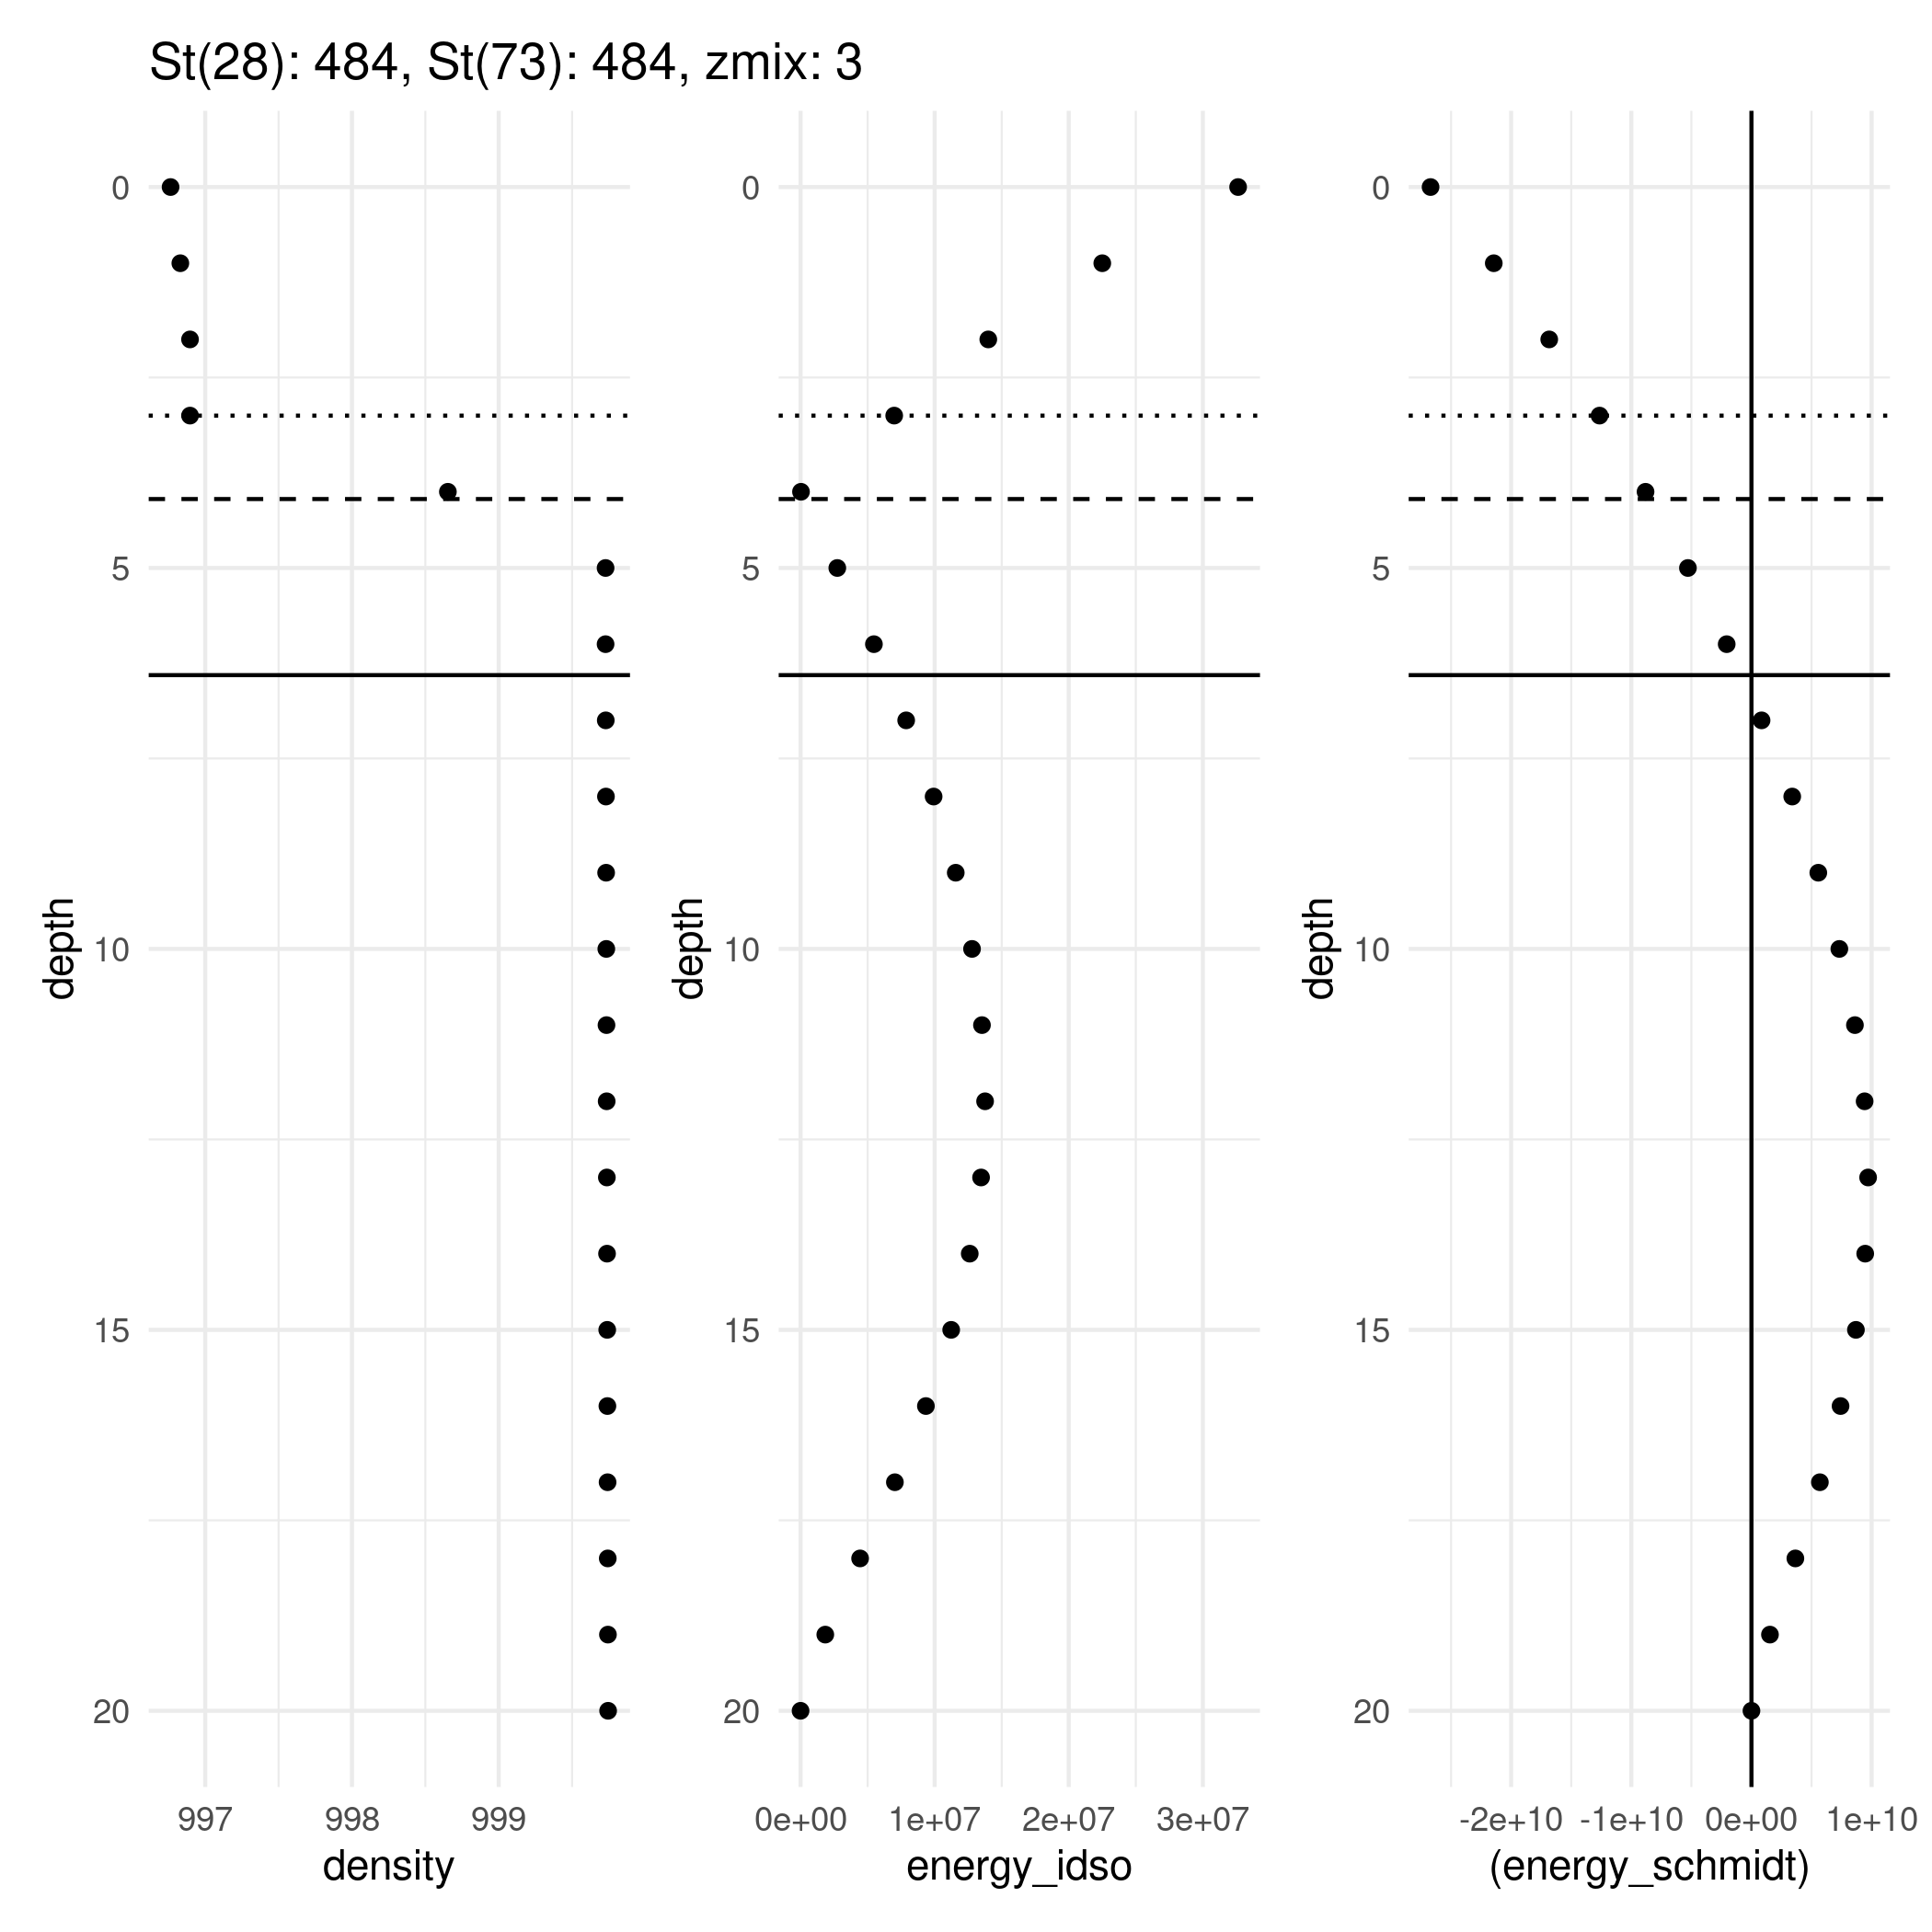 St(28): 484, St(73): 484, zmix: 3
0
5
10
15
20
depth
997 998 999
density
0
5
10
15
20
depth
0e+00 1e+07 2e+07 3e+07
energy_idso
0
5
10
15
20
depth
-2e+10 -1e+10 0e+00 1e+10
(energy_schmidt)